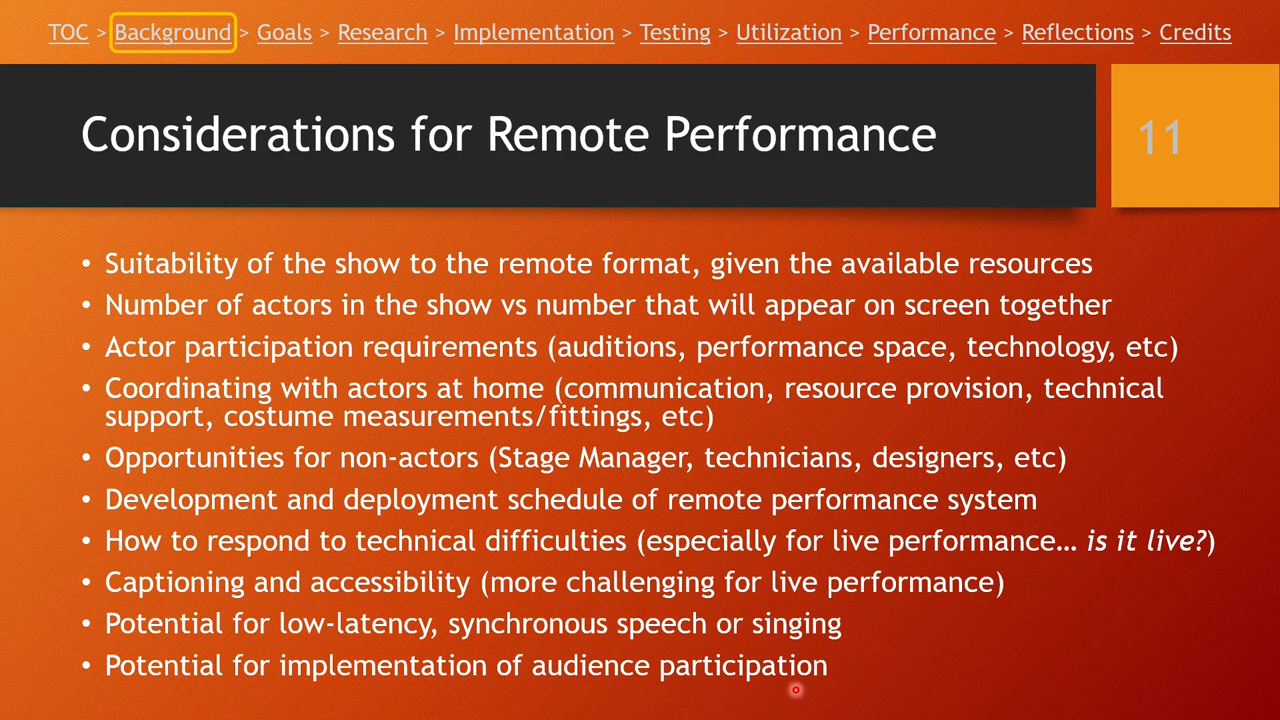 TOC > Background > Goals > Research > Implementation > Testing > Utilization > Performance > Reflections > Credits
Considerations for Remote Performance
11
• Suitability of the show to the remote format, given the available resources
• Number of actors in the show vs number that will appear on screen together
• Actor participation requirements (auditions, performance space, technology, etc)
• Coordinating with actors at home (communication, resource provision, technical
support, costume measurements/fittings, etc)
• Opportunities for non-actors (Stage Manager, technicians, designers, etc)
• Development and deployment schedule of remote performance system
• How to respond to technical difficulties (especially for live performance… is it live?)
• Captioning and accessibility (more challenging for live performance)
• Potential for low-latency, synchronous speech or singing
• Potential for implementation of audience participation